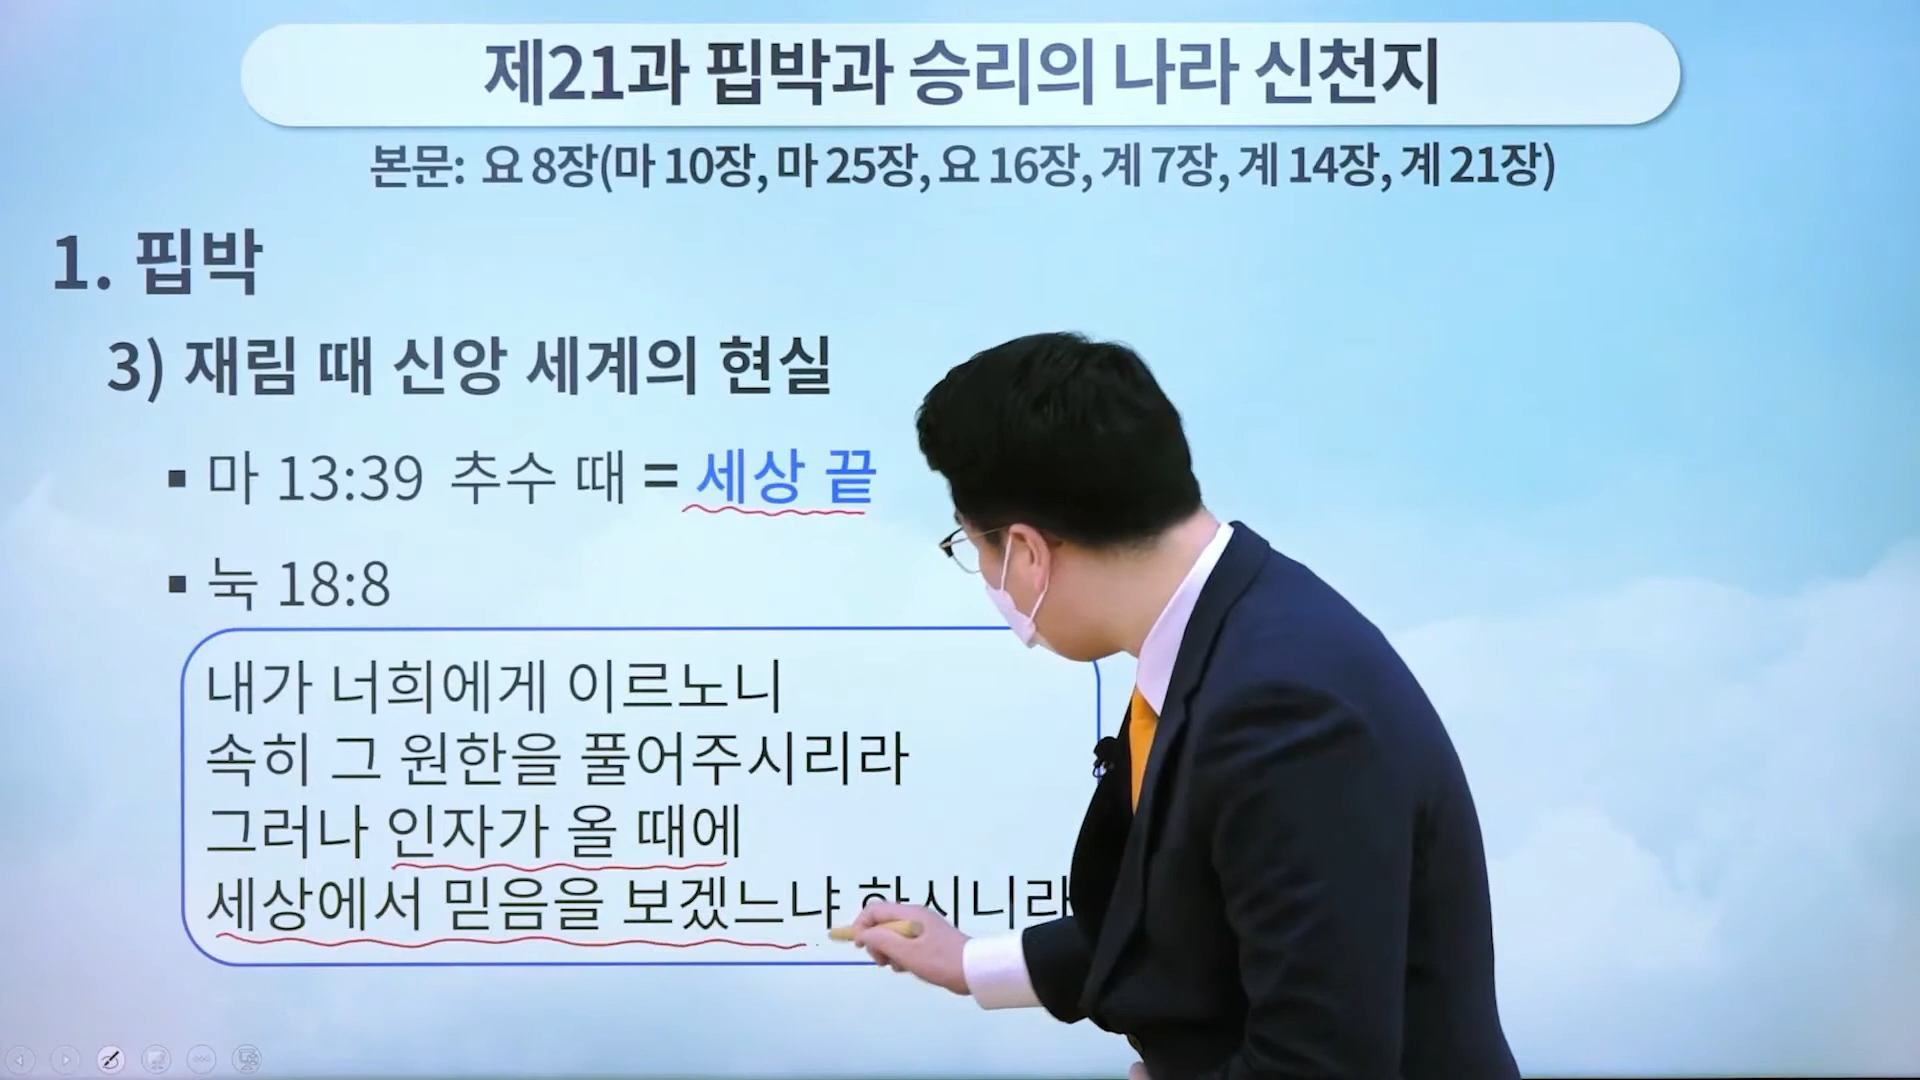 제21과 핍박과 승리의 나라 신천지
본문: 요 8장(마 10장, 마 25장, 요 16장, 계 7장, 계 14장, 계 21장)
1. 핍박
3) 재림 때 신앙 세계의 현실
▪ 마 13:39 추수 때 = 세상 끝
▪ 눅 18:8
내가 너희에게 이르노니
속히 그 원한을 풀어주시리라
그러나 인자가 올 때에
세상에서 믿음을 보겠느냐 하시니라